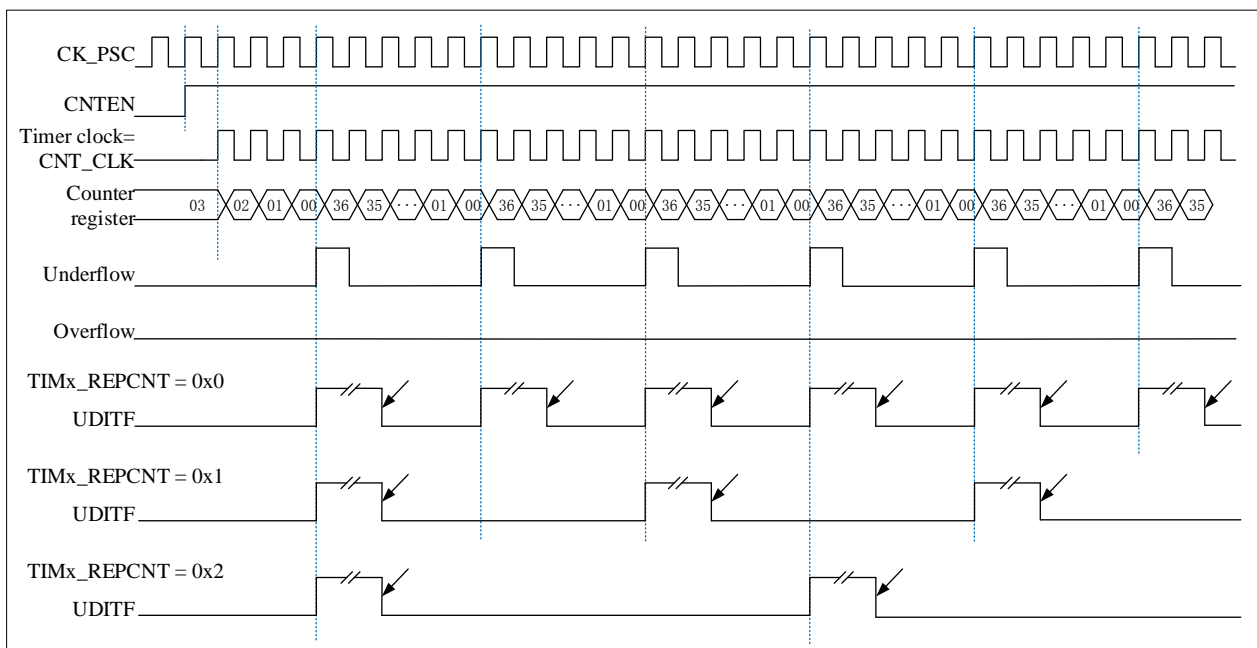 CK_PSC
CNTEN
Timer clock=
CNT_CLK
Counter
register
03 02 01 00 36 35 ··· 01 00 36 35 ··· 01 00 36 35 ··· 01 00 36 35 ··· 01 00 36 35 ··· 01 00 36 35
Underflow
Overflow
TIMx_REPCNT = 0x0
UDITF
TIMx_REPCNT = 0x1
UDITF
TIMx_REPCNT = 0x2
UDITF